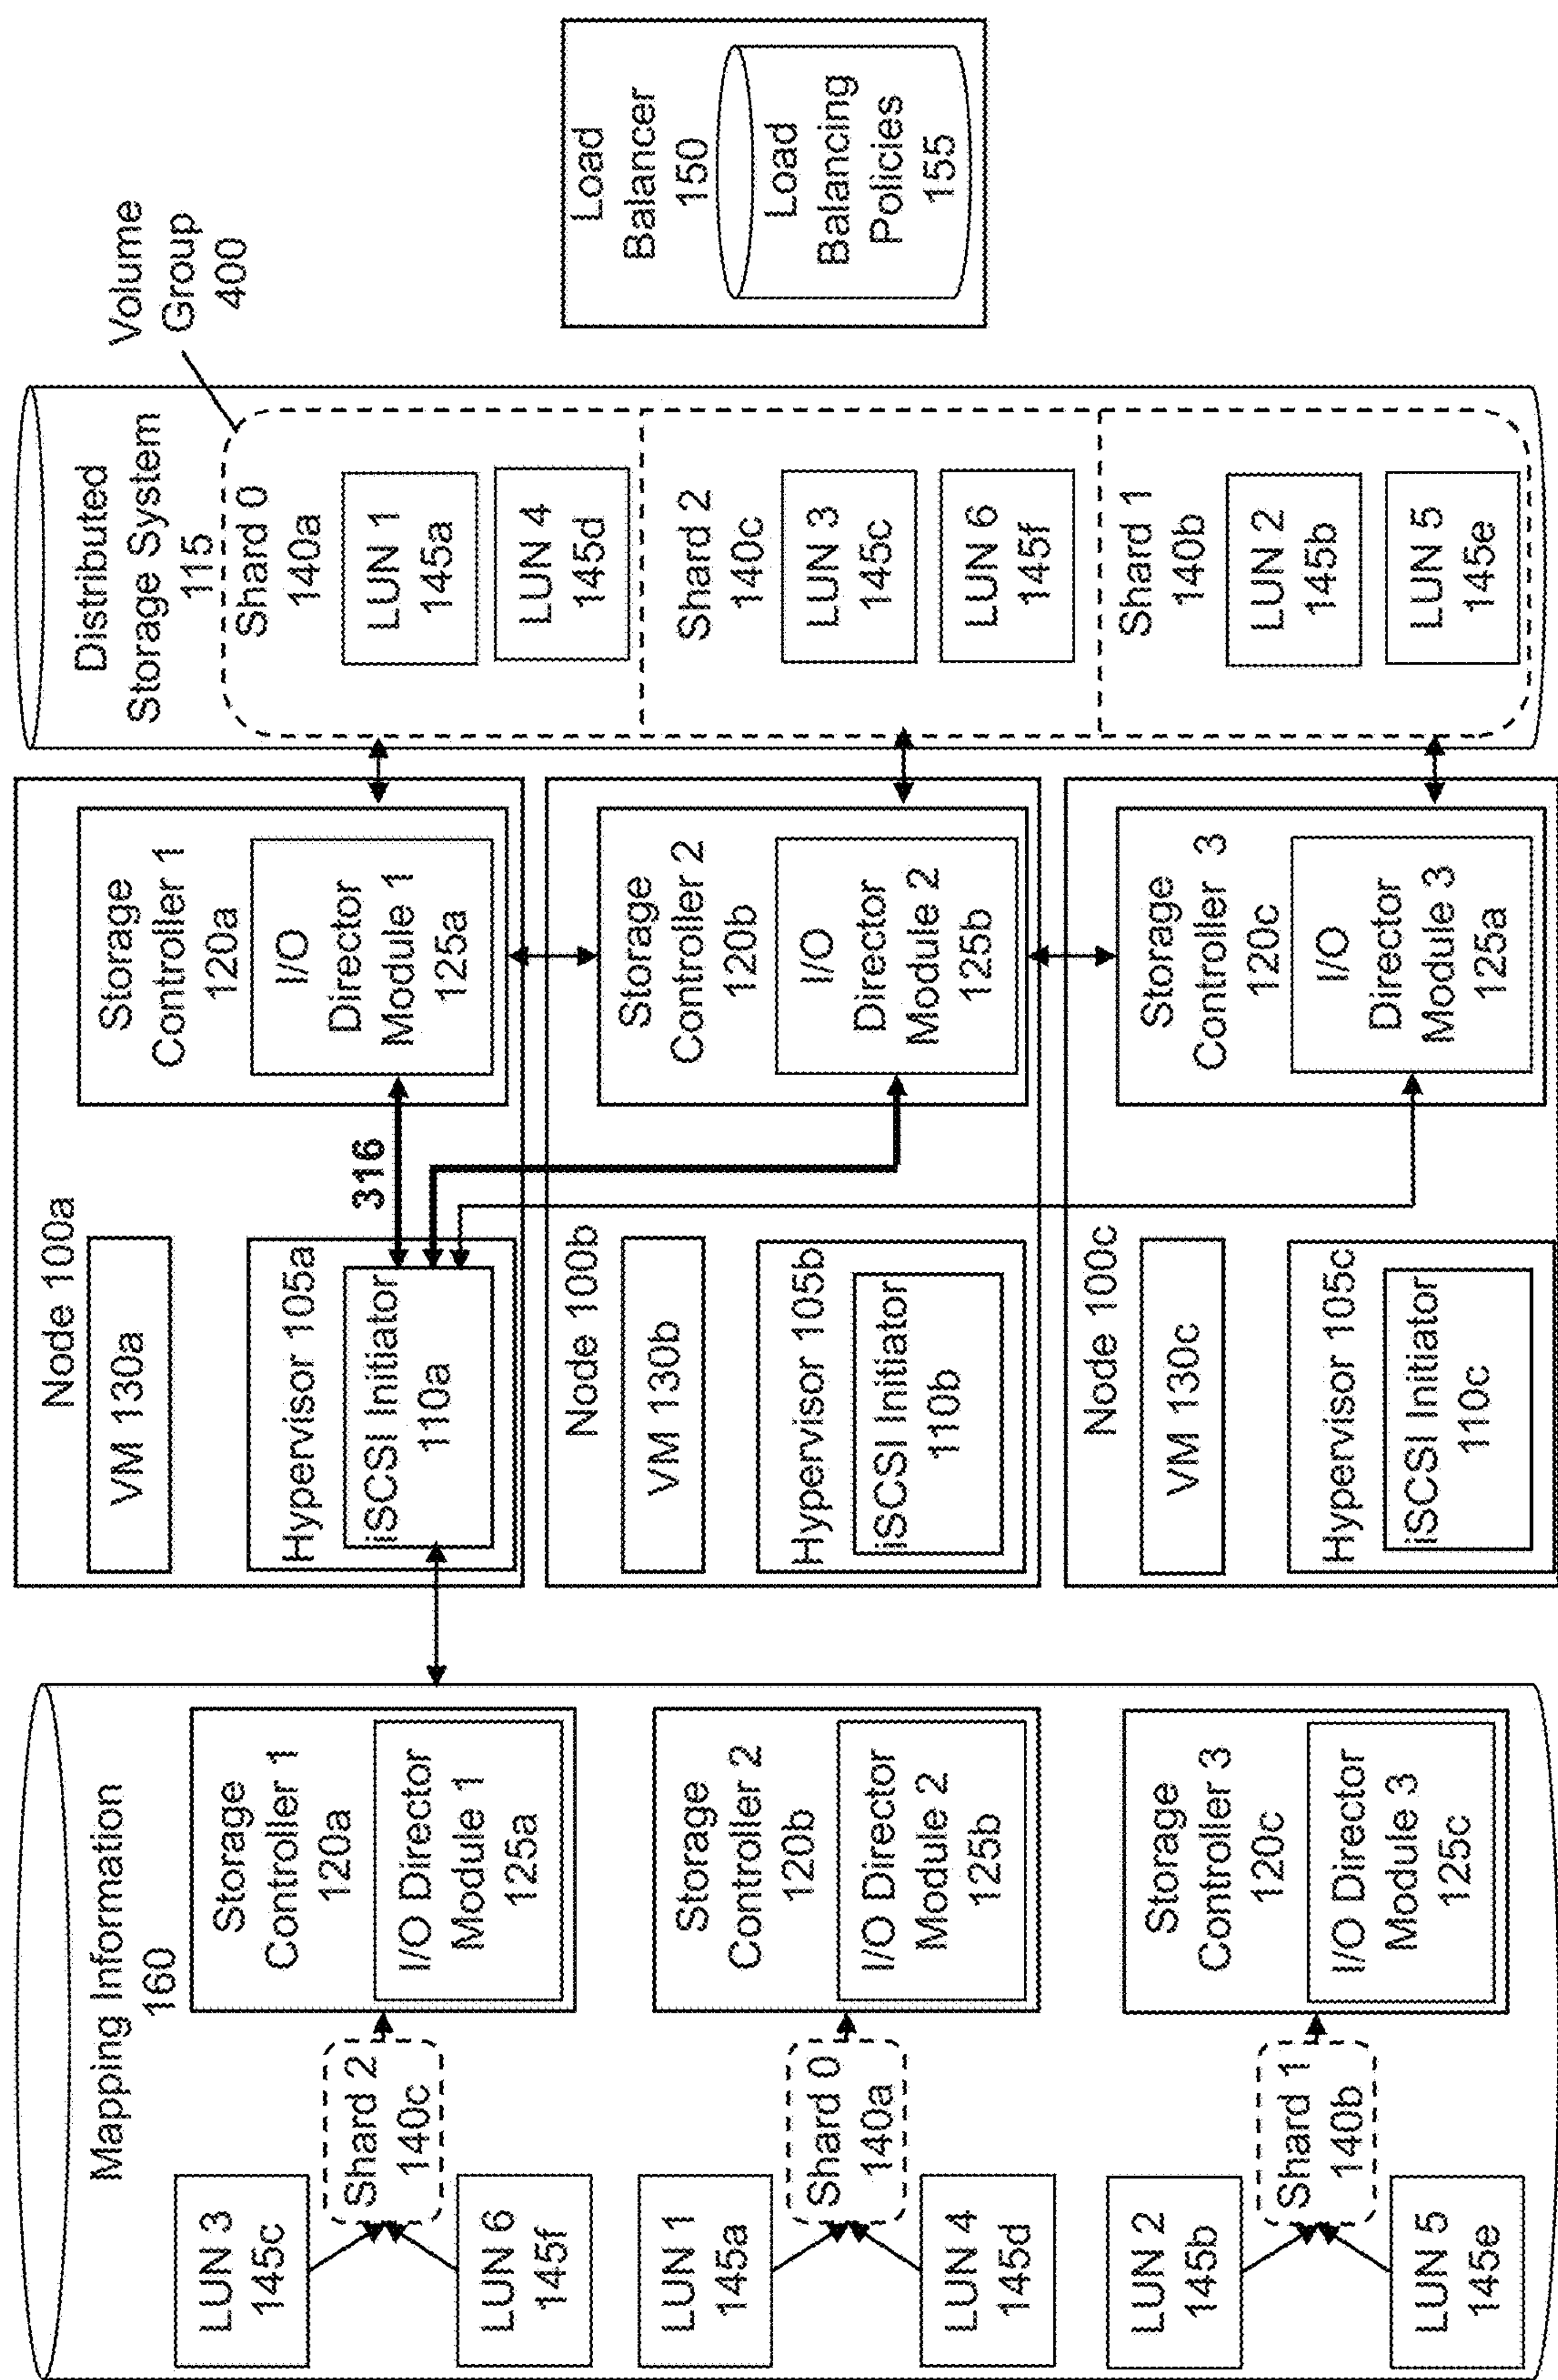 Mapping Information
160
LUN 3
145c
LUN 6
145f
Shard 2
140c
Storage
Controller 1
120a
I/O Director
Module 1
125a
LUN 1
145a
LUN 4
145d
Shard 0
140a
Storage
Controller 2
120b
I/O Director
Module 2
125b
LUN 2
145b
LUN 5
145e
Shard 1
140b
Storage
Controller 3
120c
I/O Director
Module 3
125c
Node 100a
VM 130a
Hypervisor 105a
iSCSI Initiator
110a
316
Storage
Controller 1
120a
I/O
Director
Module 1
125a
Node 100b
VM 130b
Hypervisor 105b
iSCSI Initiator
110b
Storage
Controller 2
120b
I/O
Director
Module 2
125b
Node 100c
VM 130c
Hypervisor 105c
iSCSI Initiator
110c
Storage
Controller 3
120c
I/O
Director
Module 3
125a
Distributed
Storage System
115
Shard 0
140a
LUN 1
145a
LUN 4
145d
Shard 2
140c
LUN 3
145c
LUN 6
145f
Shard 1
140b
LUN 2
145b
LUN 5
145e
Volume
Group
400
Load
Balancer
150
Load
Balancing
Policies
155